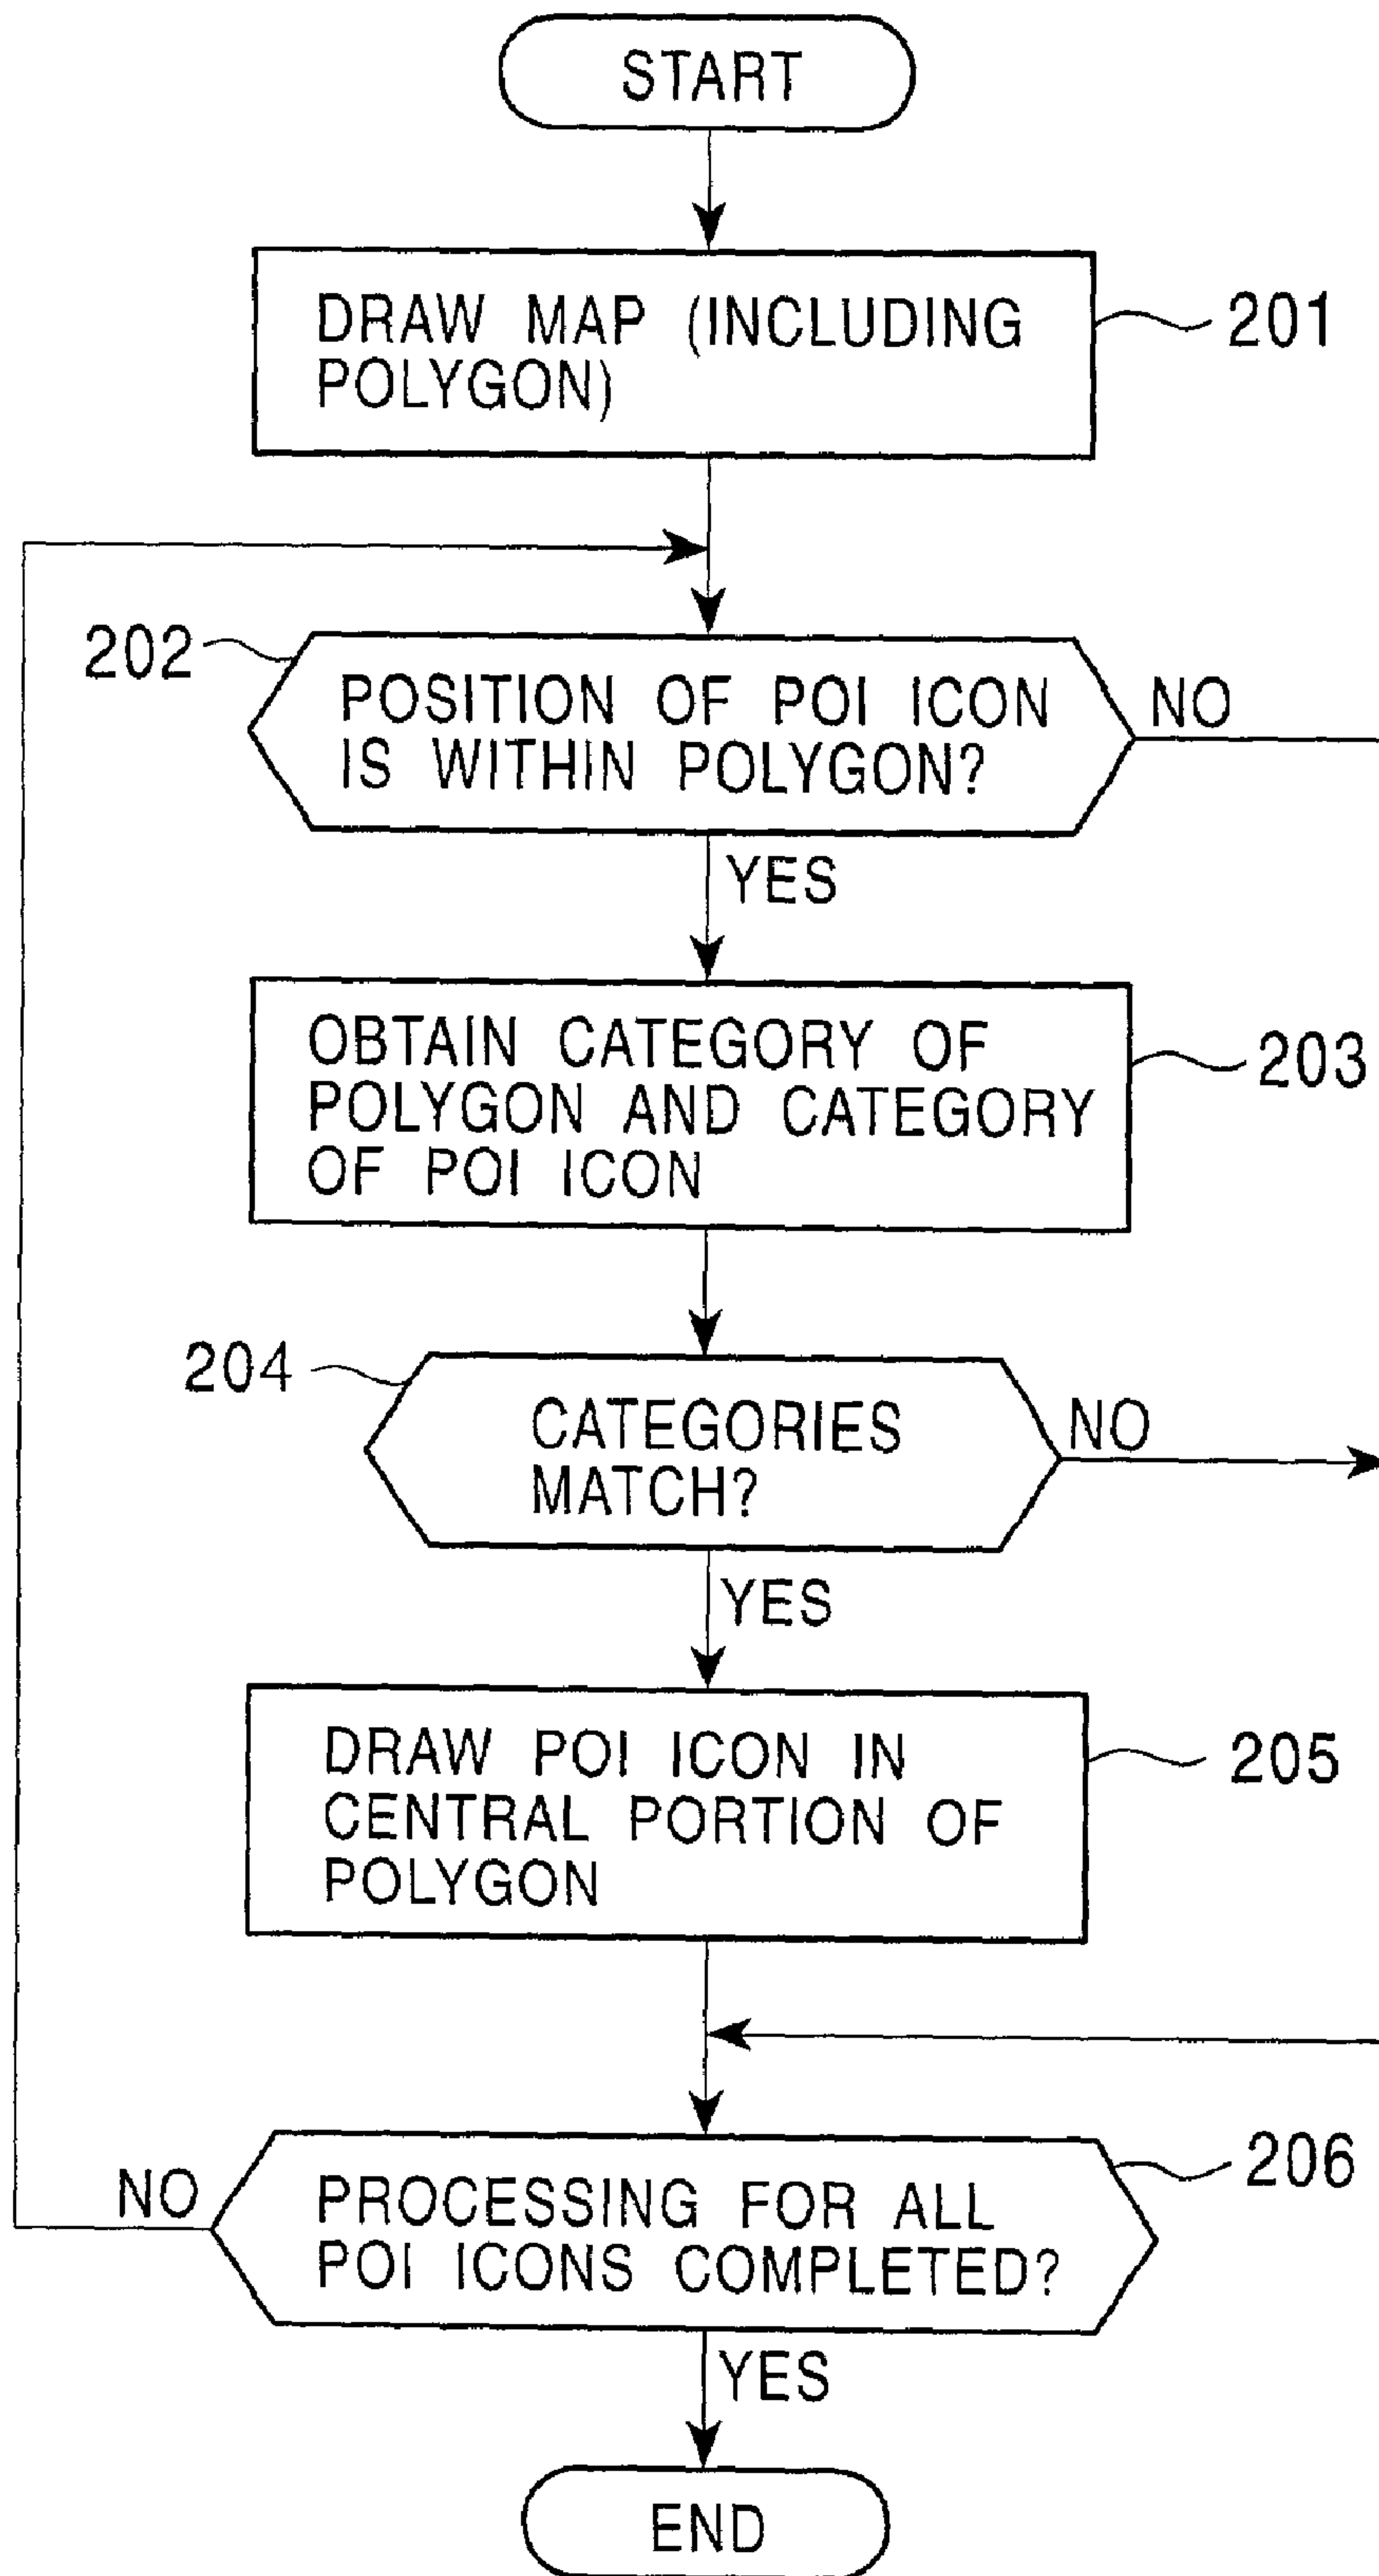 START
DRAW MAP (INCLUDING
POLYGON)
201
202
POSITION OF POI ICON
IS WITHIN POLYGON?
NO
YES
OBTAIN CATEGORY OF
POLYGON AND CATEGORY
OF POI ICON
203
204
CATEGORIES
MATCH?
NO
YES
DRAW POI ICON IN
CENTRAL PORTION OF
POLYGON
205
206
NO
PROCESSING FOR ALL
POI ICONS COMPLETED?
YES
END